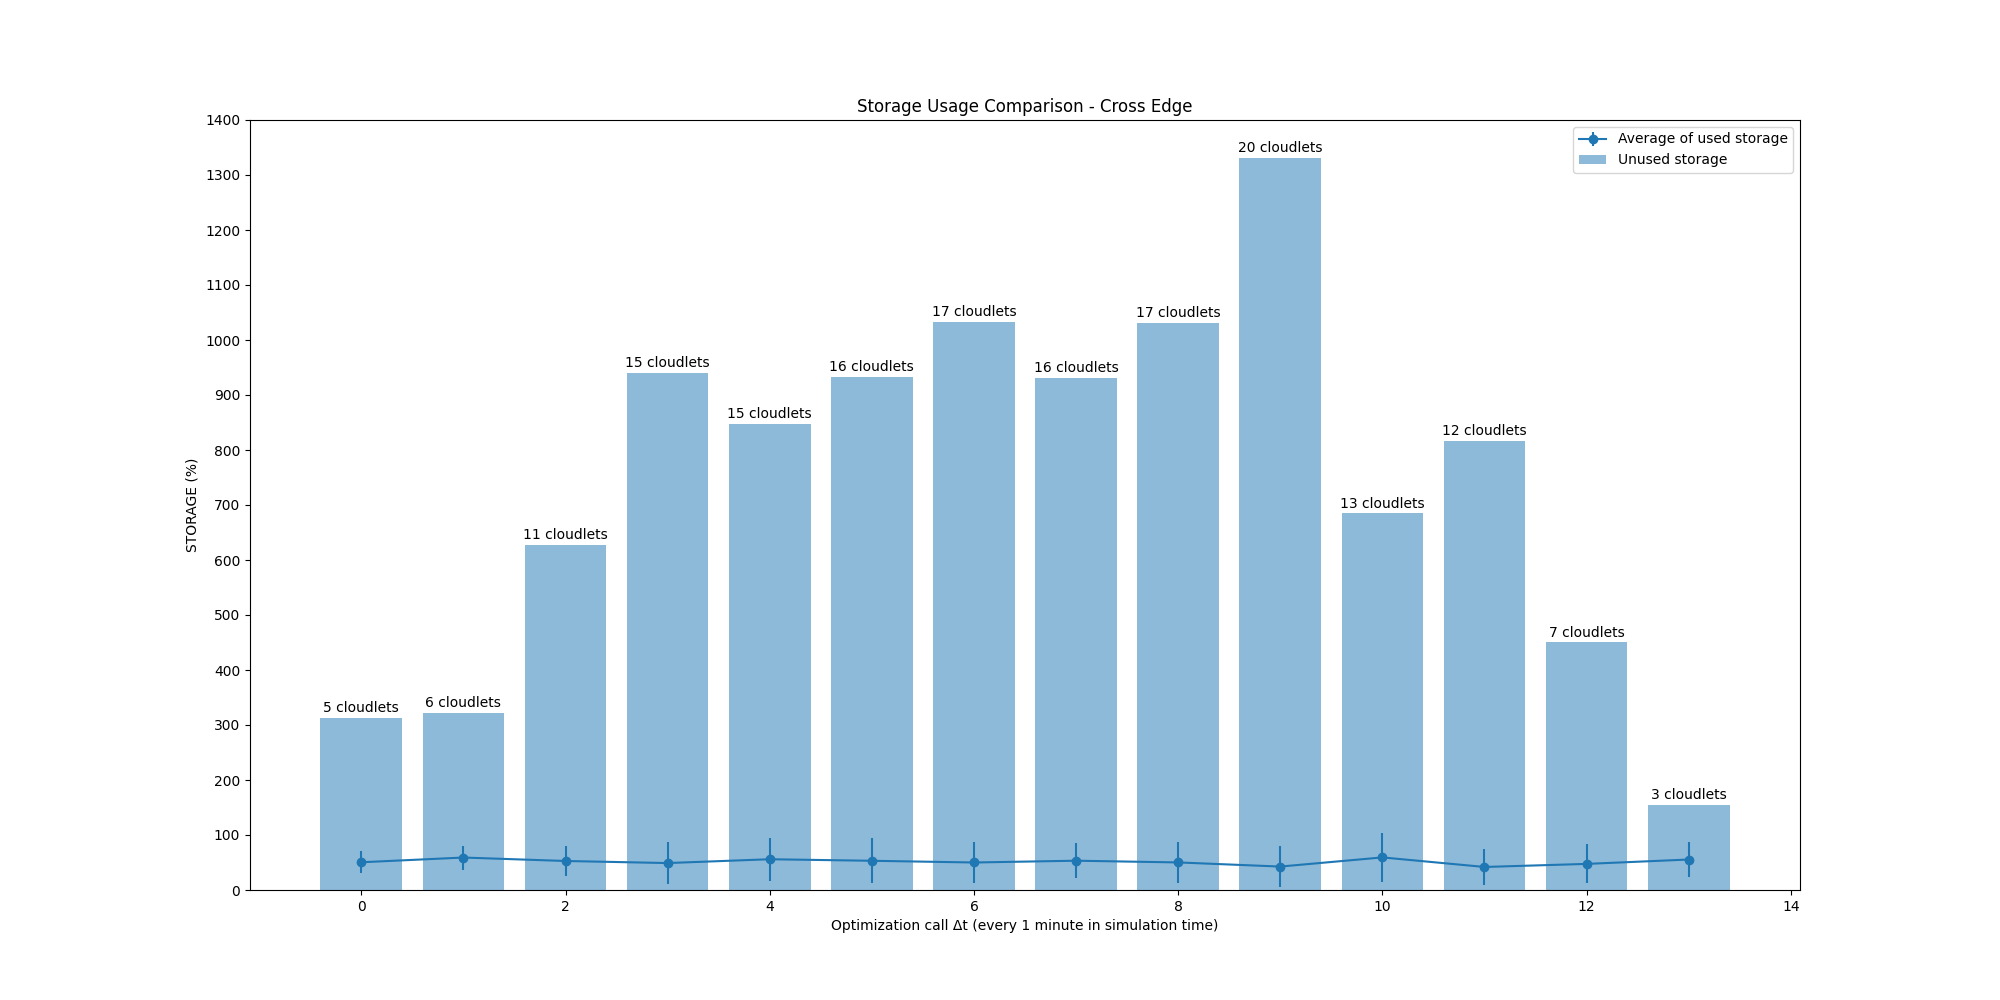 Storage Usage Comparison - Cross Edge
1400
1300
1200
1100
1000
900
800
700
600
500
400
300
200
100
0
STORAGE (%)
Average of used storage
Unused storage
5 cloudlets
6 cloudlets
11 cloudlets
15 cloudlets
15 cloudlets
16 cloudlets
17 cloudlets
16 cloudlets
17 cloudlets
20 cloudlets
13 cloudlets
12 cloudlets
7 cloudlets
3 cloudlets
0 2 4 6 8 10 12 14
Optimization call Δt (every 1 minute in simulation time)